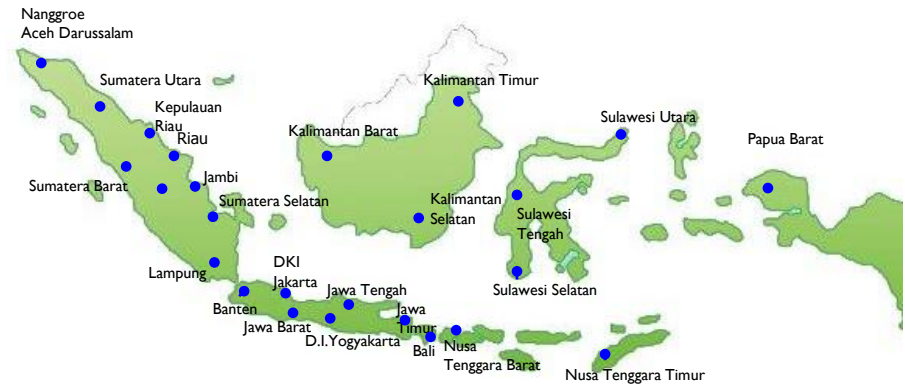 Nanggroe
Aceh Darussalam
Sumatera Utara
Kalimantan Timur
Kepulauan
Riau
Riau
Kalimantan Barat
Sulawesi Utara
Papua Barat
Sumatera Barat
Jambi
Sumatera Selatan
Kalimantan
Selatan
Sulawesi
Tengah
Lampung
DKI
Jakarta
Sulawesi Selatan
Jawa Tengah
Banten
Jawa Barat
Jawa
Timur
D.I.Yogyakarta
Bali
Nusa
Tenggara Barat
Nusa Tenggara Timur